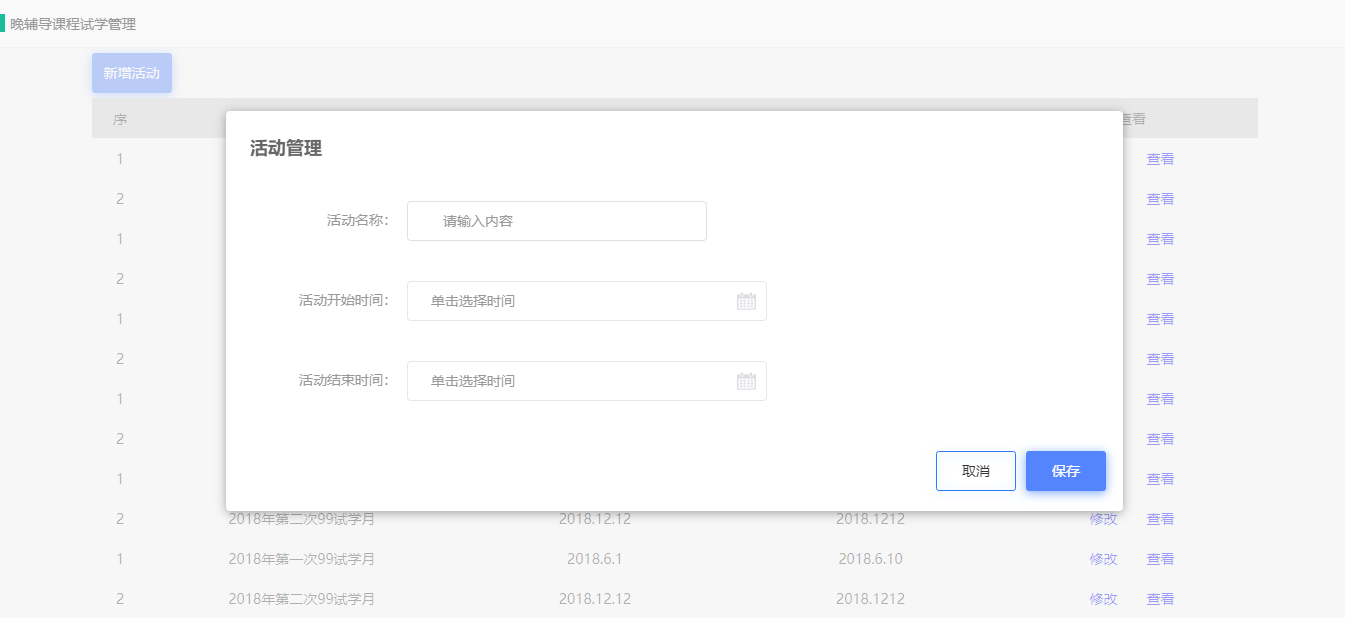 晚辅导课程试学管理
新增活动
序 查看
1 查看
2 查看
1 查看
2 查看
1 查看
2 查看
1 查看
2 查看
1 查看
活动管理
活动名称： 请输入内容
活动开始时间： 单击选择时间
活动结束时间： 单击选择时间
取消 保存
2 2018年第二次99试学月 2018.12.12 2018.1212 修改 查看
1 2018年第一次99试学月 2018.6.1 2018.6.10 修改 查看
2 2018年第二次99试学月 2018.12.12 2018.1212 修改 查看